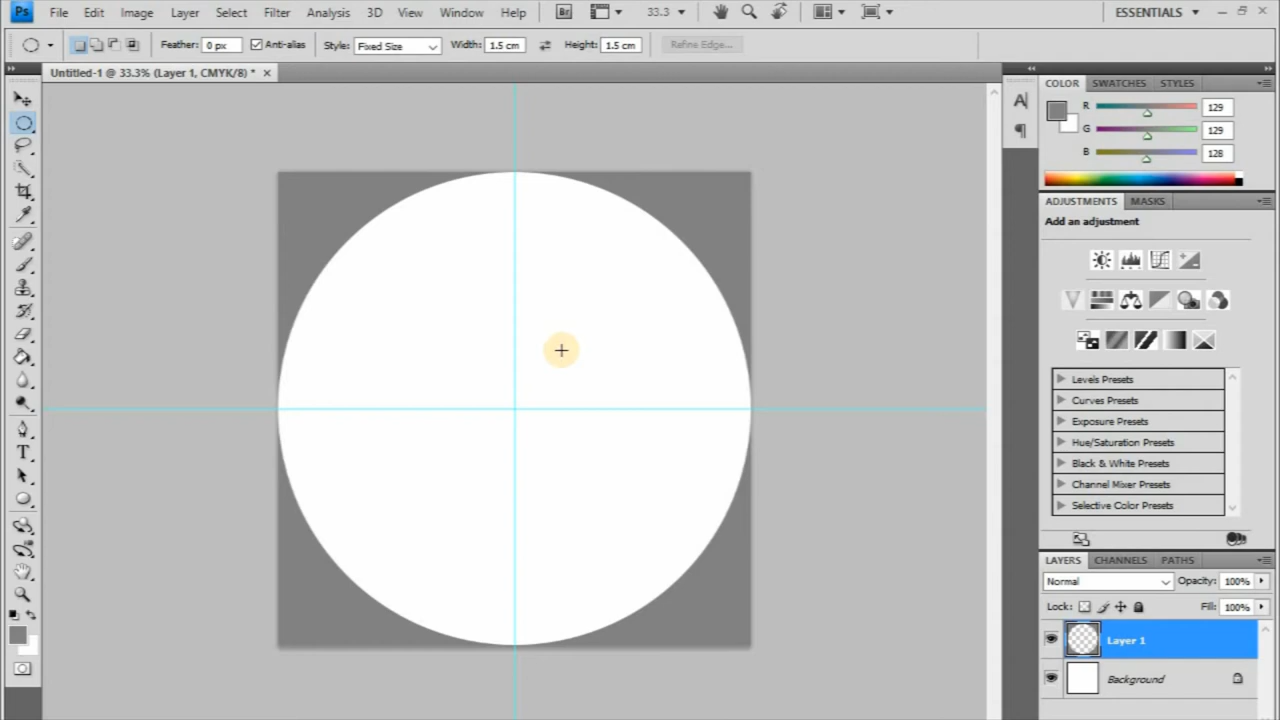 Ps File Edit Image Layer Select Filter Analysis 3D View Window Help Br 33.3 ESSENTIALS
Feather: 0 px Anti-alias Style: Fixed Size Width: 1.5 cm Height: 1.5 cm Refine Edge...
Untitled-1 @ 33.3% (Layer 1, CMYK/8) *
COLOR SWATCHES STYLES
R 129
G 129
B 128
ADJUSTMENTS MASKS
Add an adjustment
Levels Presets
Curves Presets
Exposure Presets
Hue/Saturation Presets
Black & White Presets
Channel Mixer Presets
Selective Color Presets
LAYERS CHANNELS PATHS
Normal Opacity: 100%
Lock: Fill: 100%
Layer 1
Background